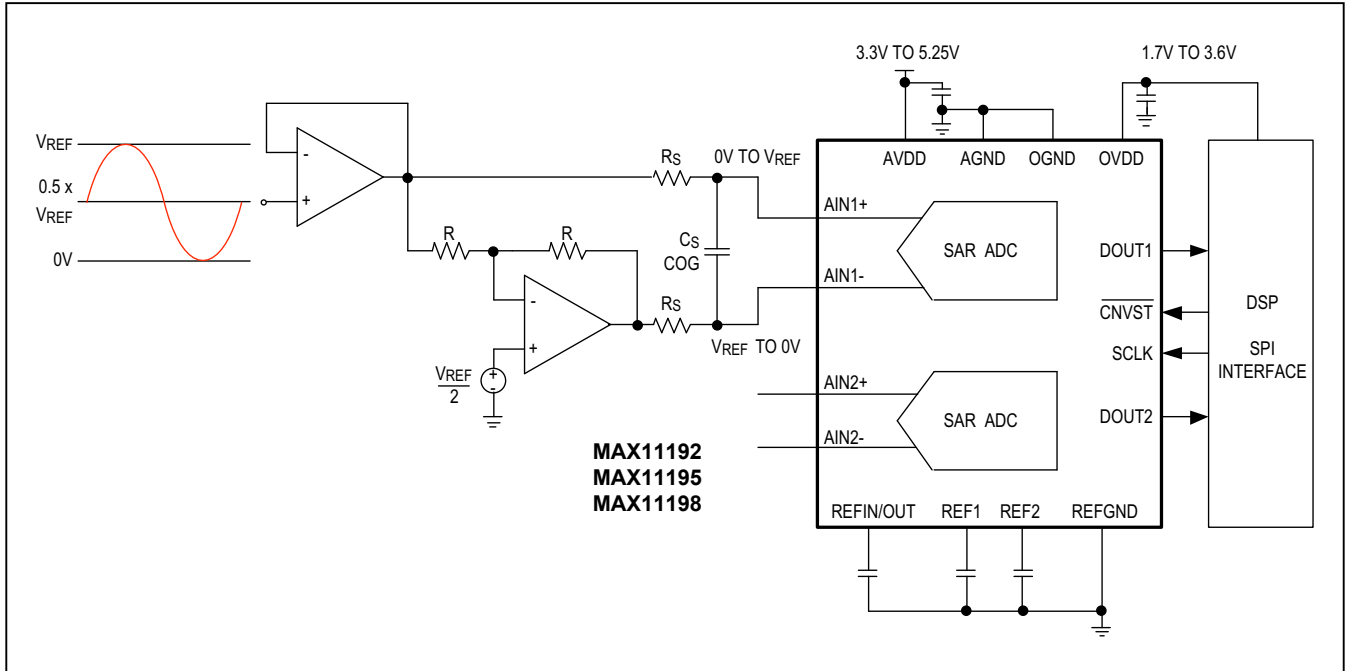 3.3V TO 5.25V
1.7V TO 3.6V
VREF
0.5 x
VREF
0V
-
+
RS
0V TO VREF
AVDD
AGND
OGND
OVDD
AIN1+
SAR ADC
R
R
CS
COG
AIN1-
DOUT1
CNVST
SCLK
DOUT2
DSP
SPI
INTERFACE
-
+
RS
VREF TO 0V
VREF
2
+
-
AIN2+
SAR ADC
AIN2-
MAX11192
MAX11195
MAX11198
REFIN/OUT
REF1
REF2
REFGND